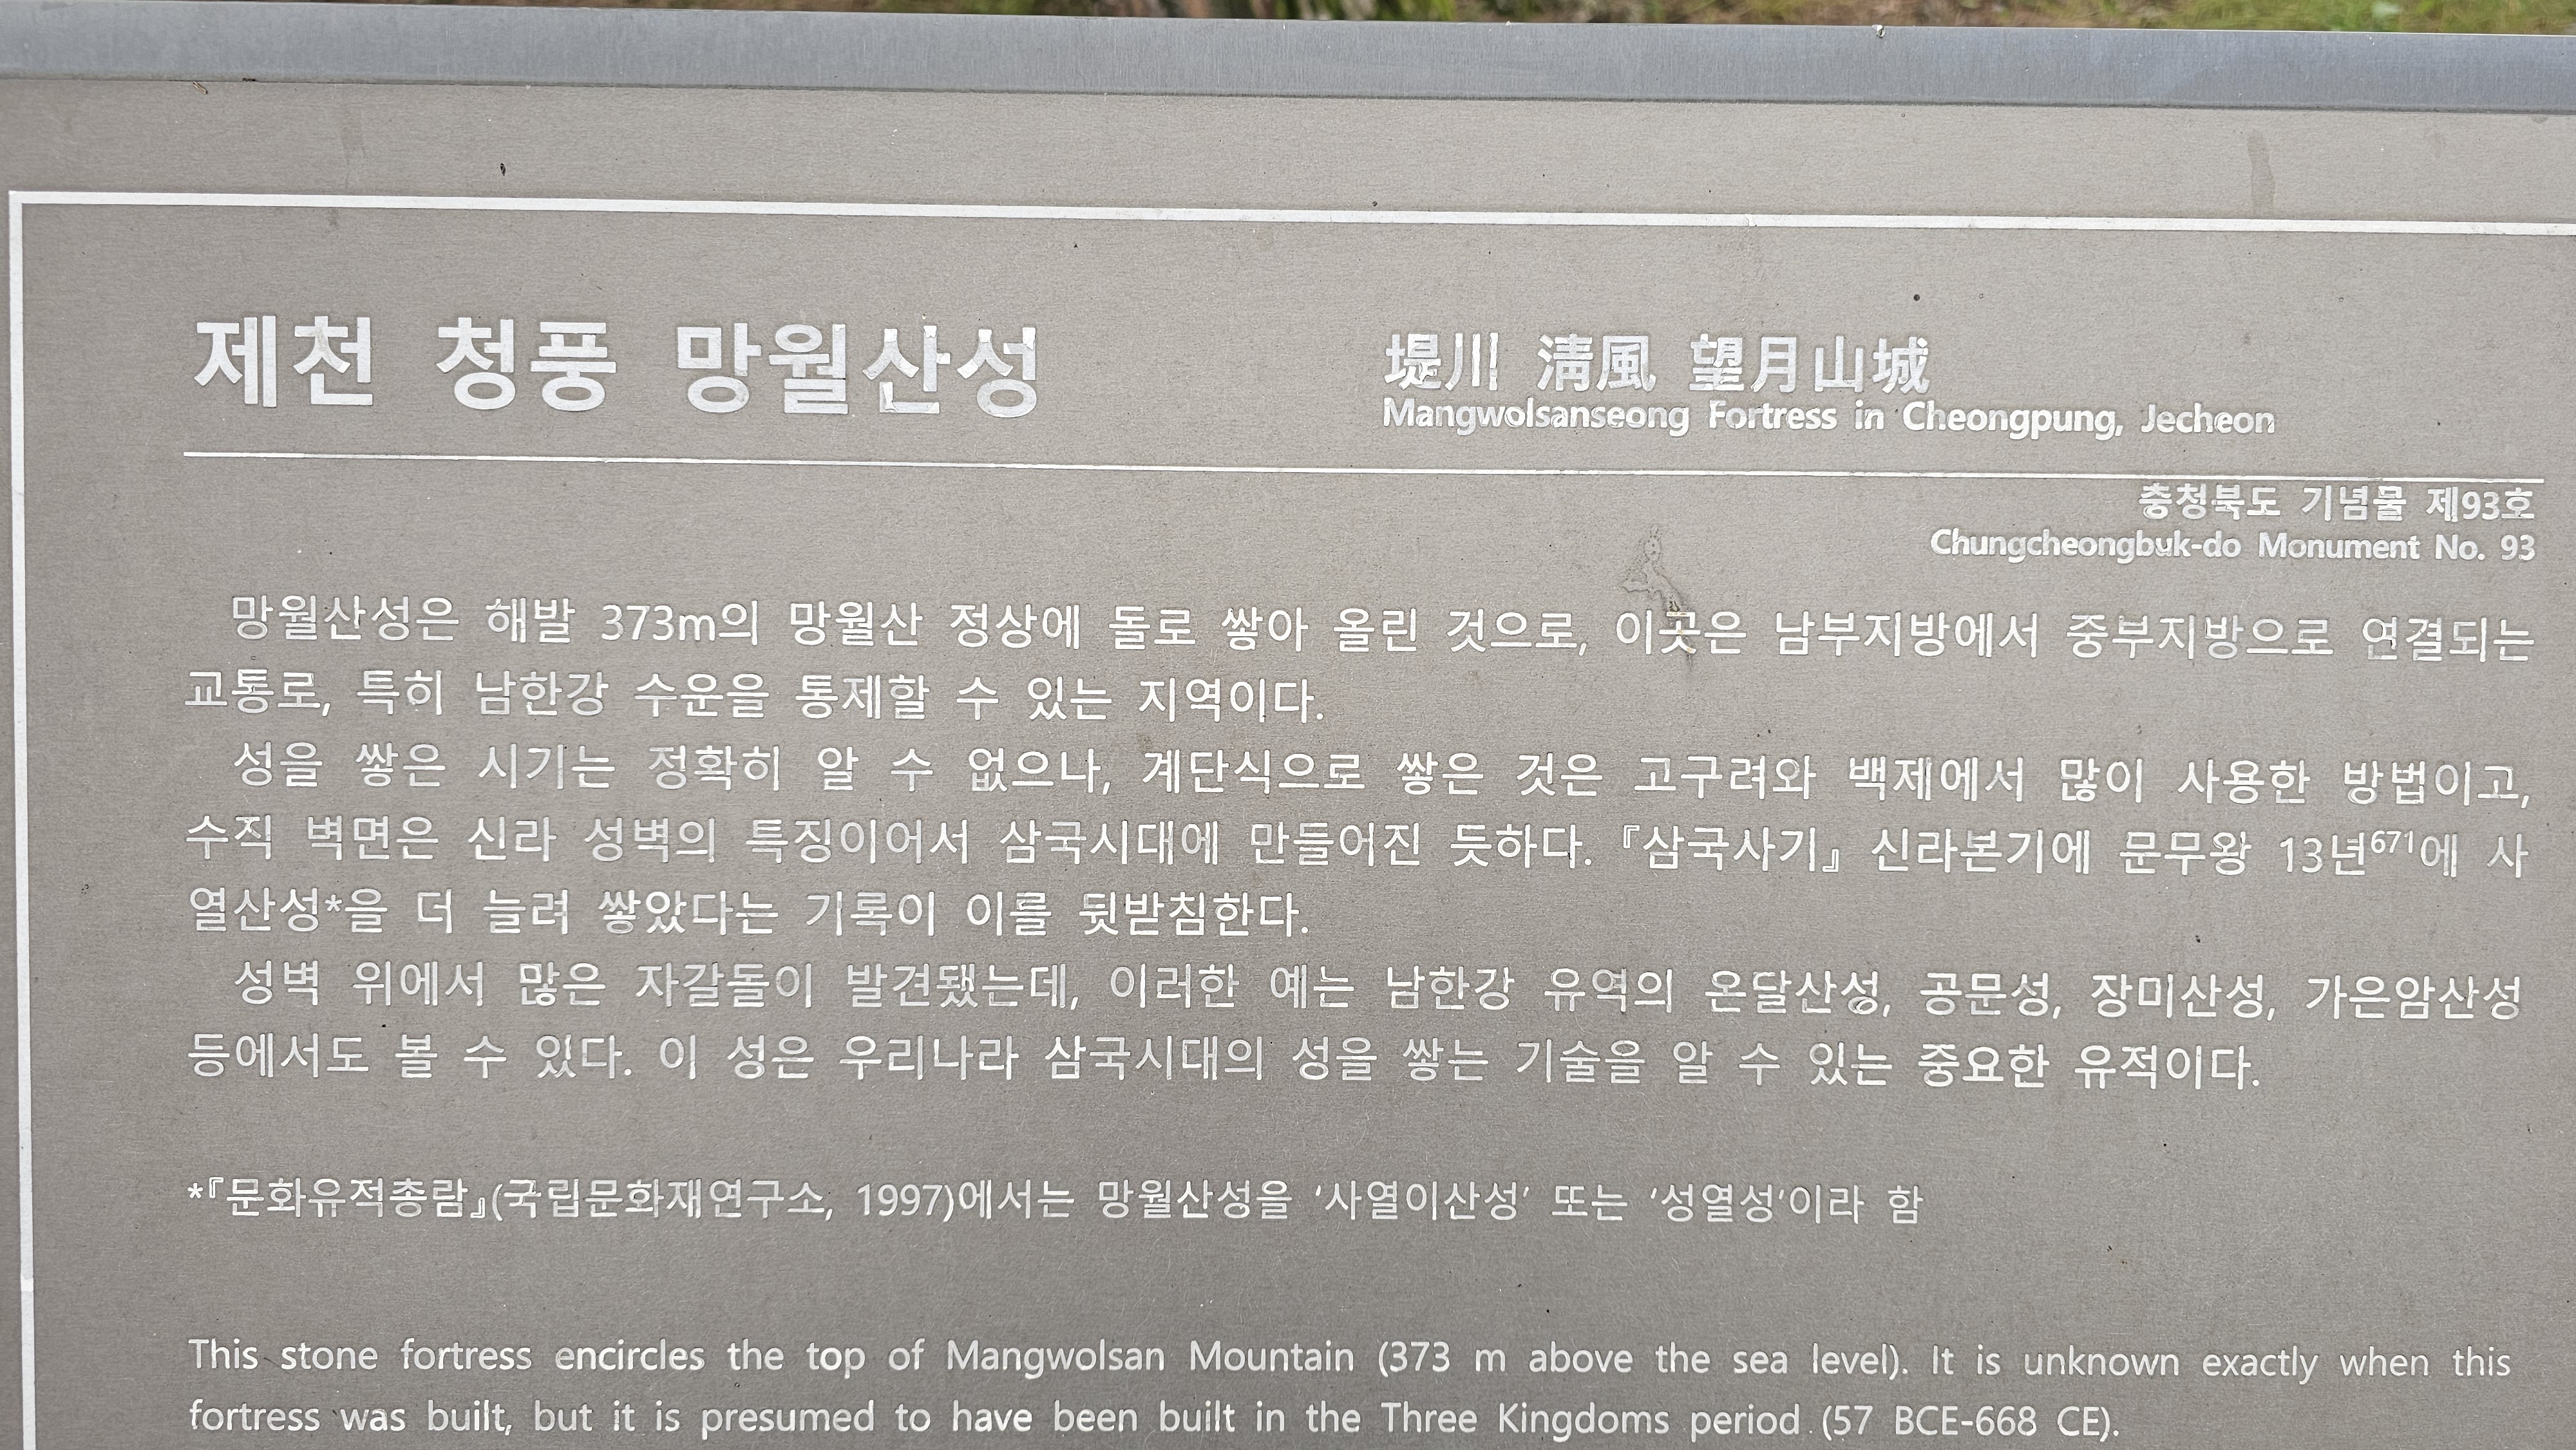 제천 청풍 망월산성
堤川 淸風 望月山城
Mangwolsanseong Fortress in Cheongpung, Jecheon
충청북도 기념물 제93호
Chungcheongbuk-do Monument No. 93
망월산성은 해발 373m의 망월산 정상에 돌로 쌓아 올린 것으로, 이곳은 남부지방에서 중부지방으로 연결되는
교통로, 특히 남한강 수운을 통제할 수 있는 지역이다.
성을 쌓은 시기는 정확히 알 수 없으나, 계단식으로 쌓은 것은 고구려와 백제에서 많이 사용한 방법이고,
수직 벽면은 신라 성벽의 특징이어서 삼국시대에 만들어진 듯하다.『삼국사기』신라본기에 문무왕 13년671에 사
열산성*을 더 늘려 쌓았다는 기록이 이를 뒷받침한다.
성벽 위에서 많은 자갈돌이 발견됐는데, 이러한 예는 남한강 유역의 온달산성, 공문성, 장미산성, 가은암산성
등에서도 볼 수 있다. 이 성은 우리나라 삼국시대의 성을 쌓는 기술을 알 수 있는 중요한 유적이다.
*『문화유적총람』(국립문화재연구소, 1997)에서는 망월산성을 ‘사열이산성’ 또는 ‘성열성’이라 함
This stone fortress encircles the top of Mangwolsan Mountain (373 m above the sea level). It is unknown exactly when this
fortress was built, but it is presumed to have been built in the Three Kingdoms period (57 BCE-668 CE).